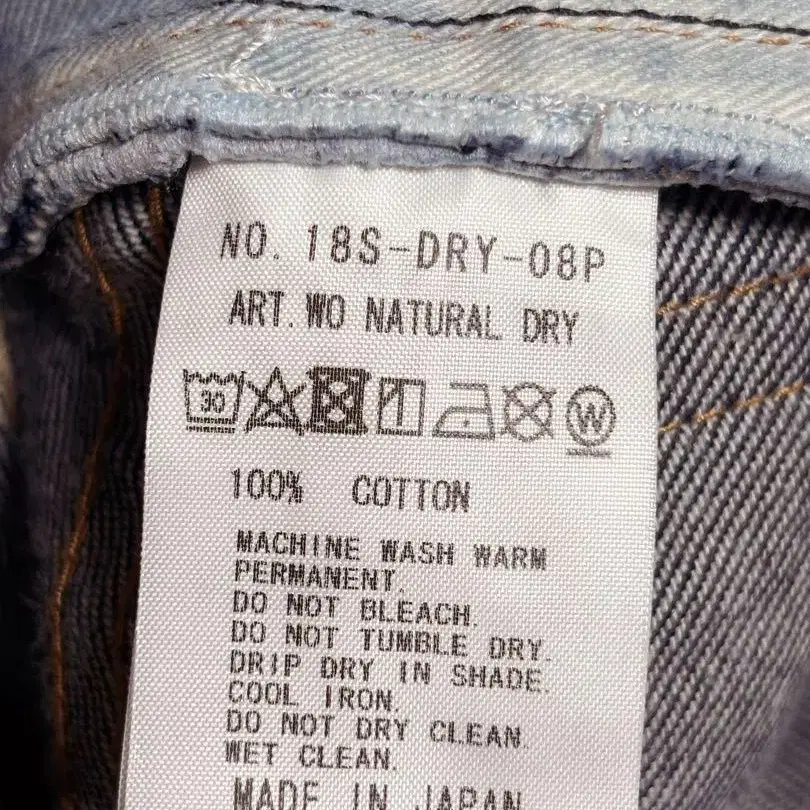 NO. 18S-DRY-08P
ART.WO NATURAL DRY
30 W
100% COTTON
MACHINE WASH WARM
PERMANENT.
DO NOT BLEACH.
DO NOT TUMBLE DRY.
DRIP DRY IN SHADE.
COOL IRON.
DO NOT DRY CLEAN.
WET CLEAN.
MADE IN JAPAN